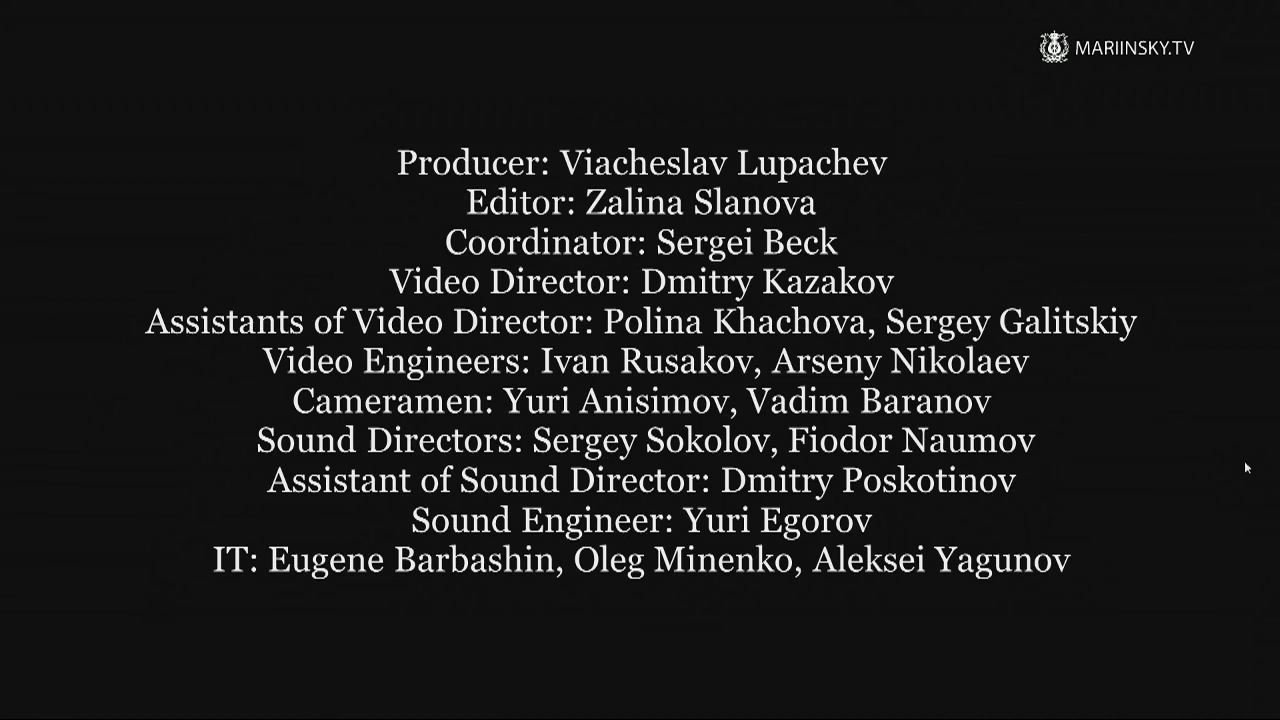 MARIINSKY.TV
Producer: Viacheslav Lupachev
Editor: Zalina Slanova
Coordinator: Sergei Beck
Video Director: Dmitry Kazakov
Assistants of Video Director: Polina Khachova, Sergey Galitskiy
Video Engineers: Ivan Rusakov, Arseny Nikolaev
Cameramen: Yuri Anisimov, Vadim Baranov
Sound Directors: Sergey Sokolov, Fiodor Naumov
Assistant of Sound Director: Dmitry Poskotinov
Sound Engineer: Yuri Egorov
IT: Eugene Barbashin, Oleg Minenko, Aleksei Yagunov